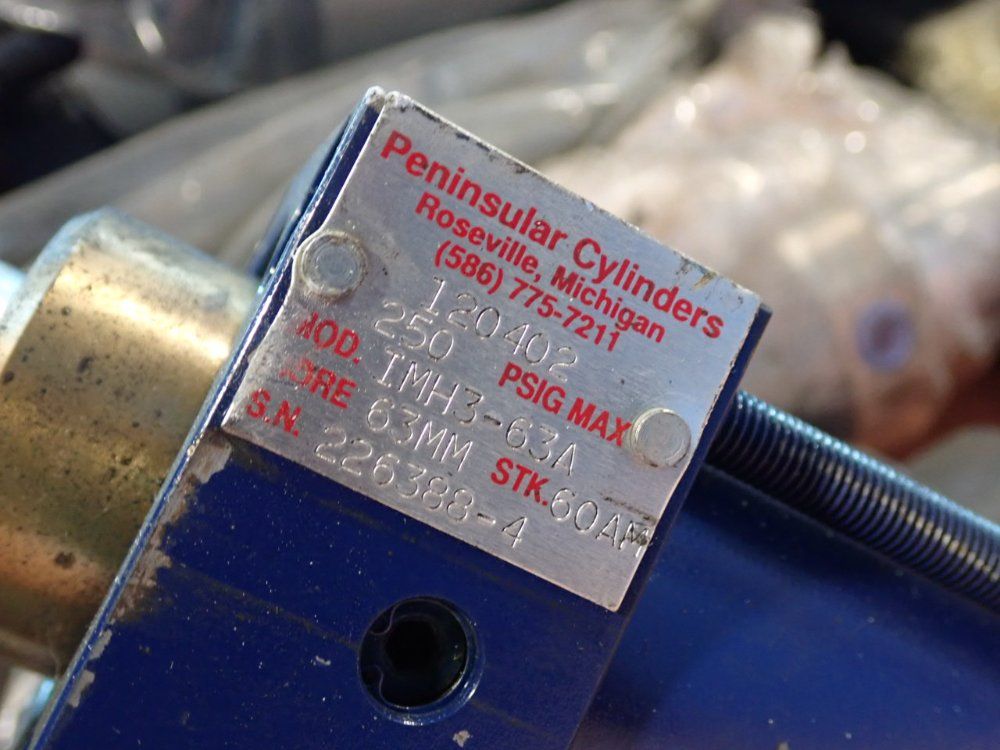 Peninsular Cylinders
Roseville, Michigan
(586) 775-7211
120402
250 PSIG MAX
MOD. IMH3-63A
BORE 63MM STK. 60AM
S.N. 226388-4